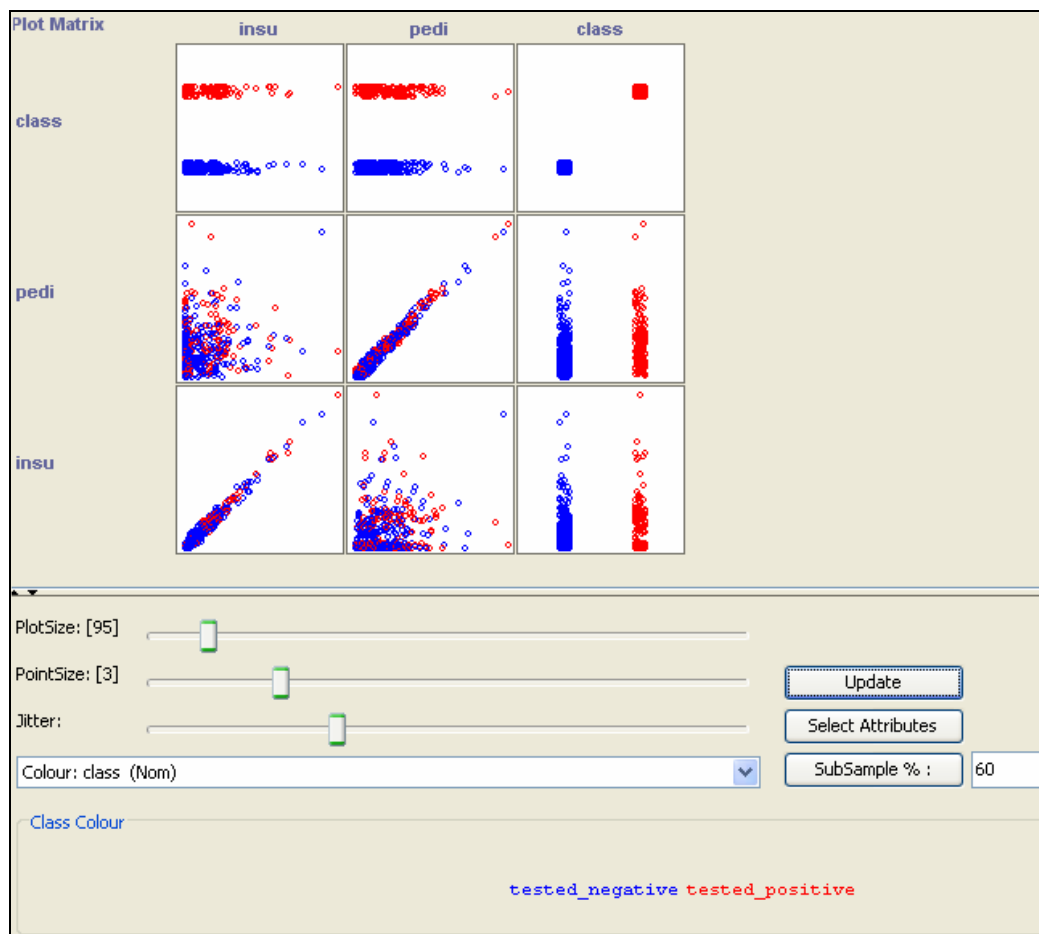 Plot Matrix
insu pedi class
class
pedi
insu
PlotSize: [95]
PointSize: [3]
Update
Jitter:
Select Attributes
Colour: class (Nom)
SubSample % :
60
Class Colour
tested_negative tested_positive